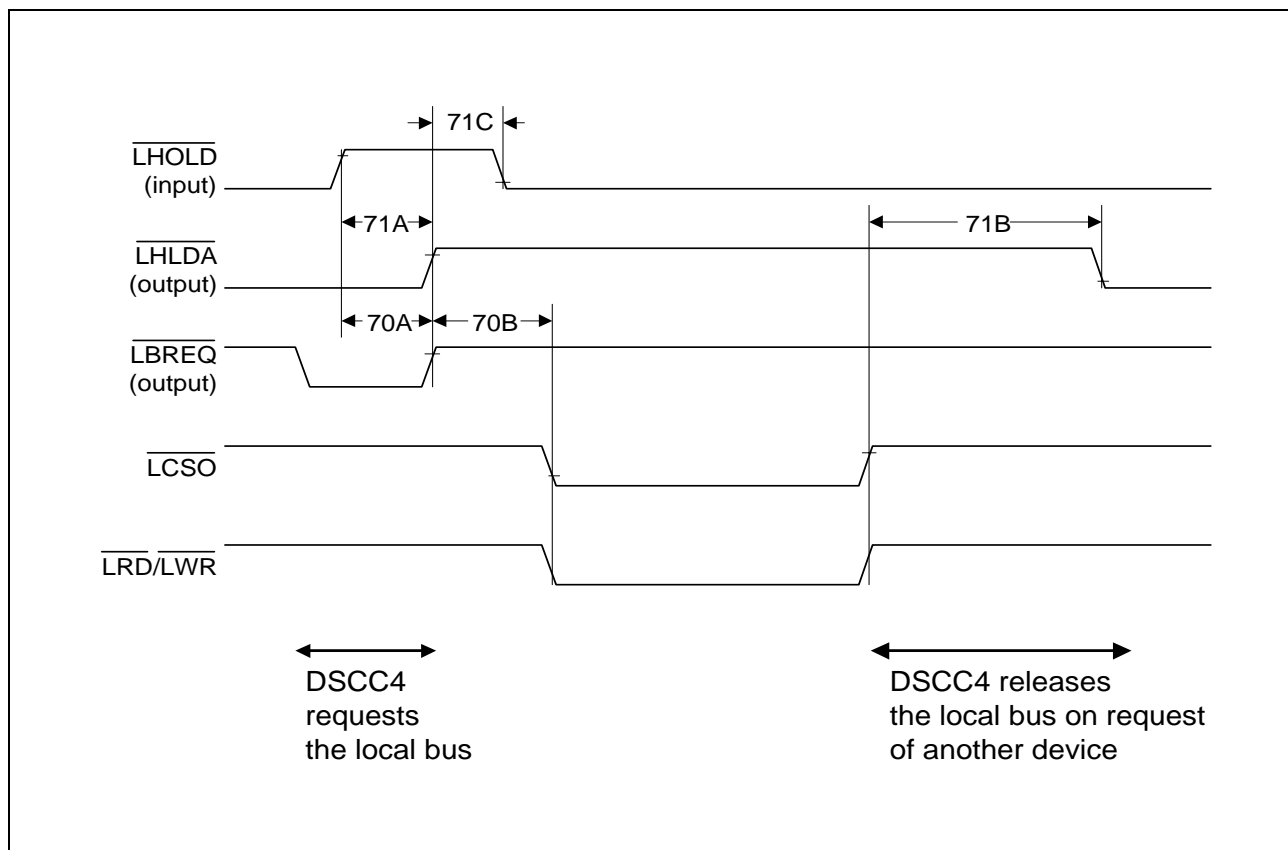 71C
LHOLD
(input)
71A
71B
LHLDA
(output)
70A
70B
LBREQ
(output)
LCSO
LRD/LWR
DSCC4
requests
the local bus
DSCC4 releases
the local bus on request
of another device